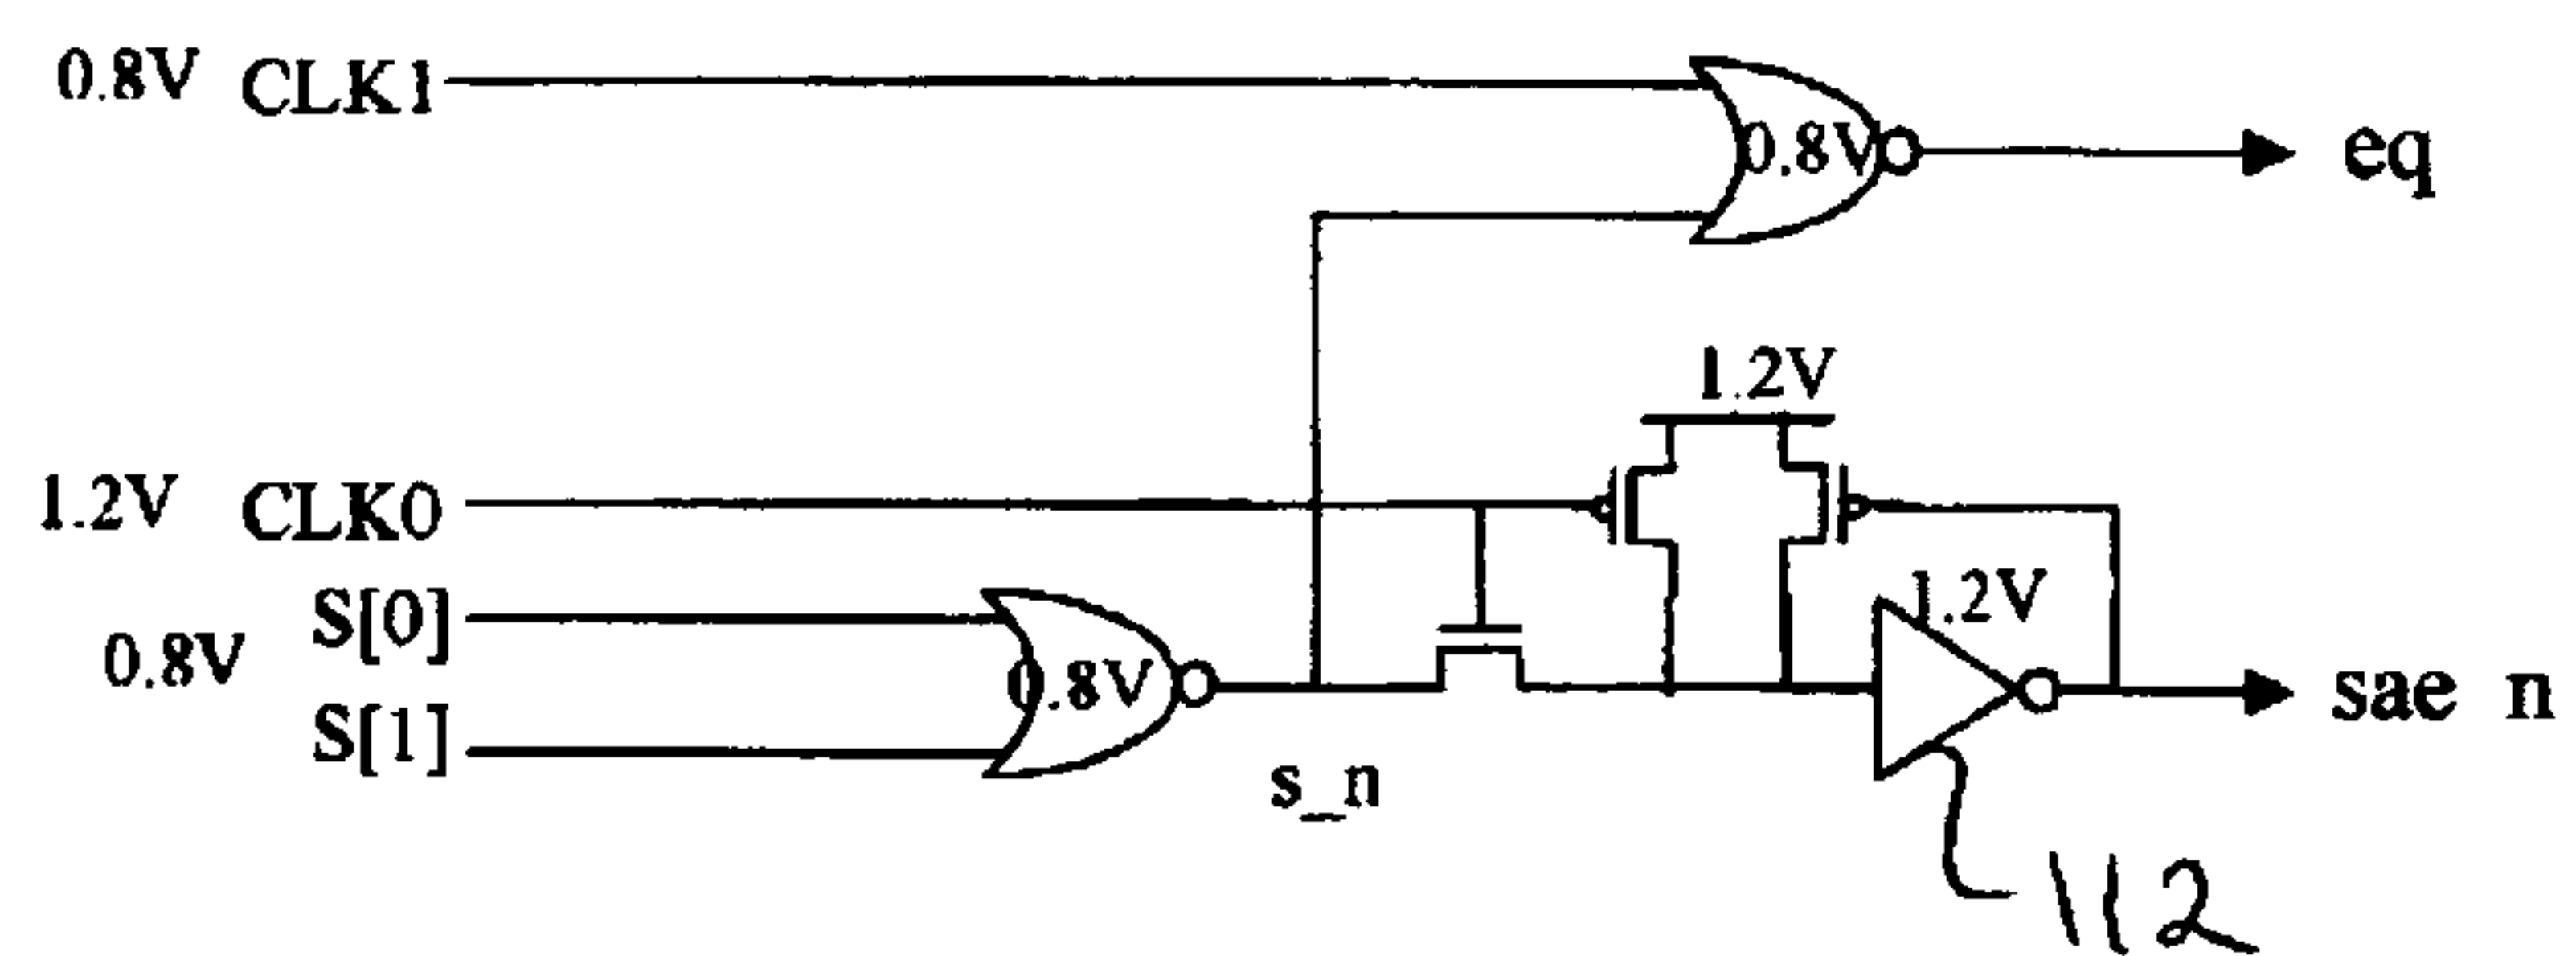 0.8V CLK1
0.8V
eq
1.2V
1.2V CLK0
1.2V
S[0]
0.8V
0.8V
S[1]
sae n
s_n
112